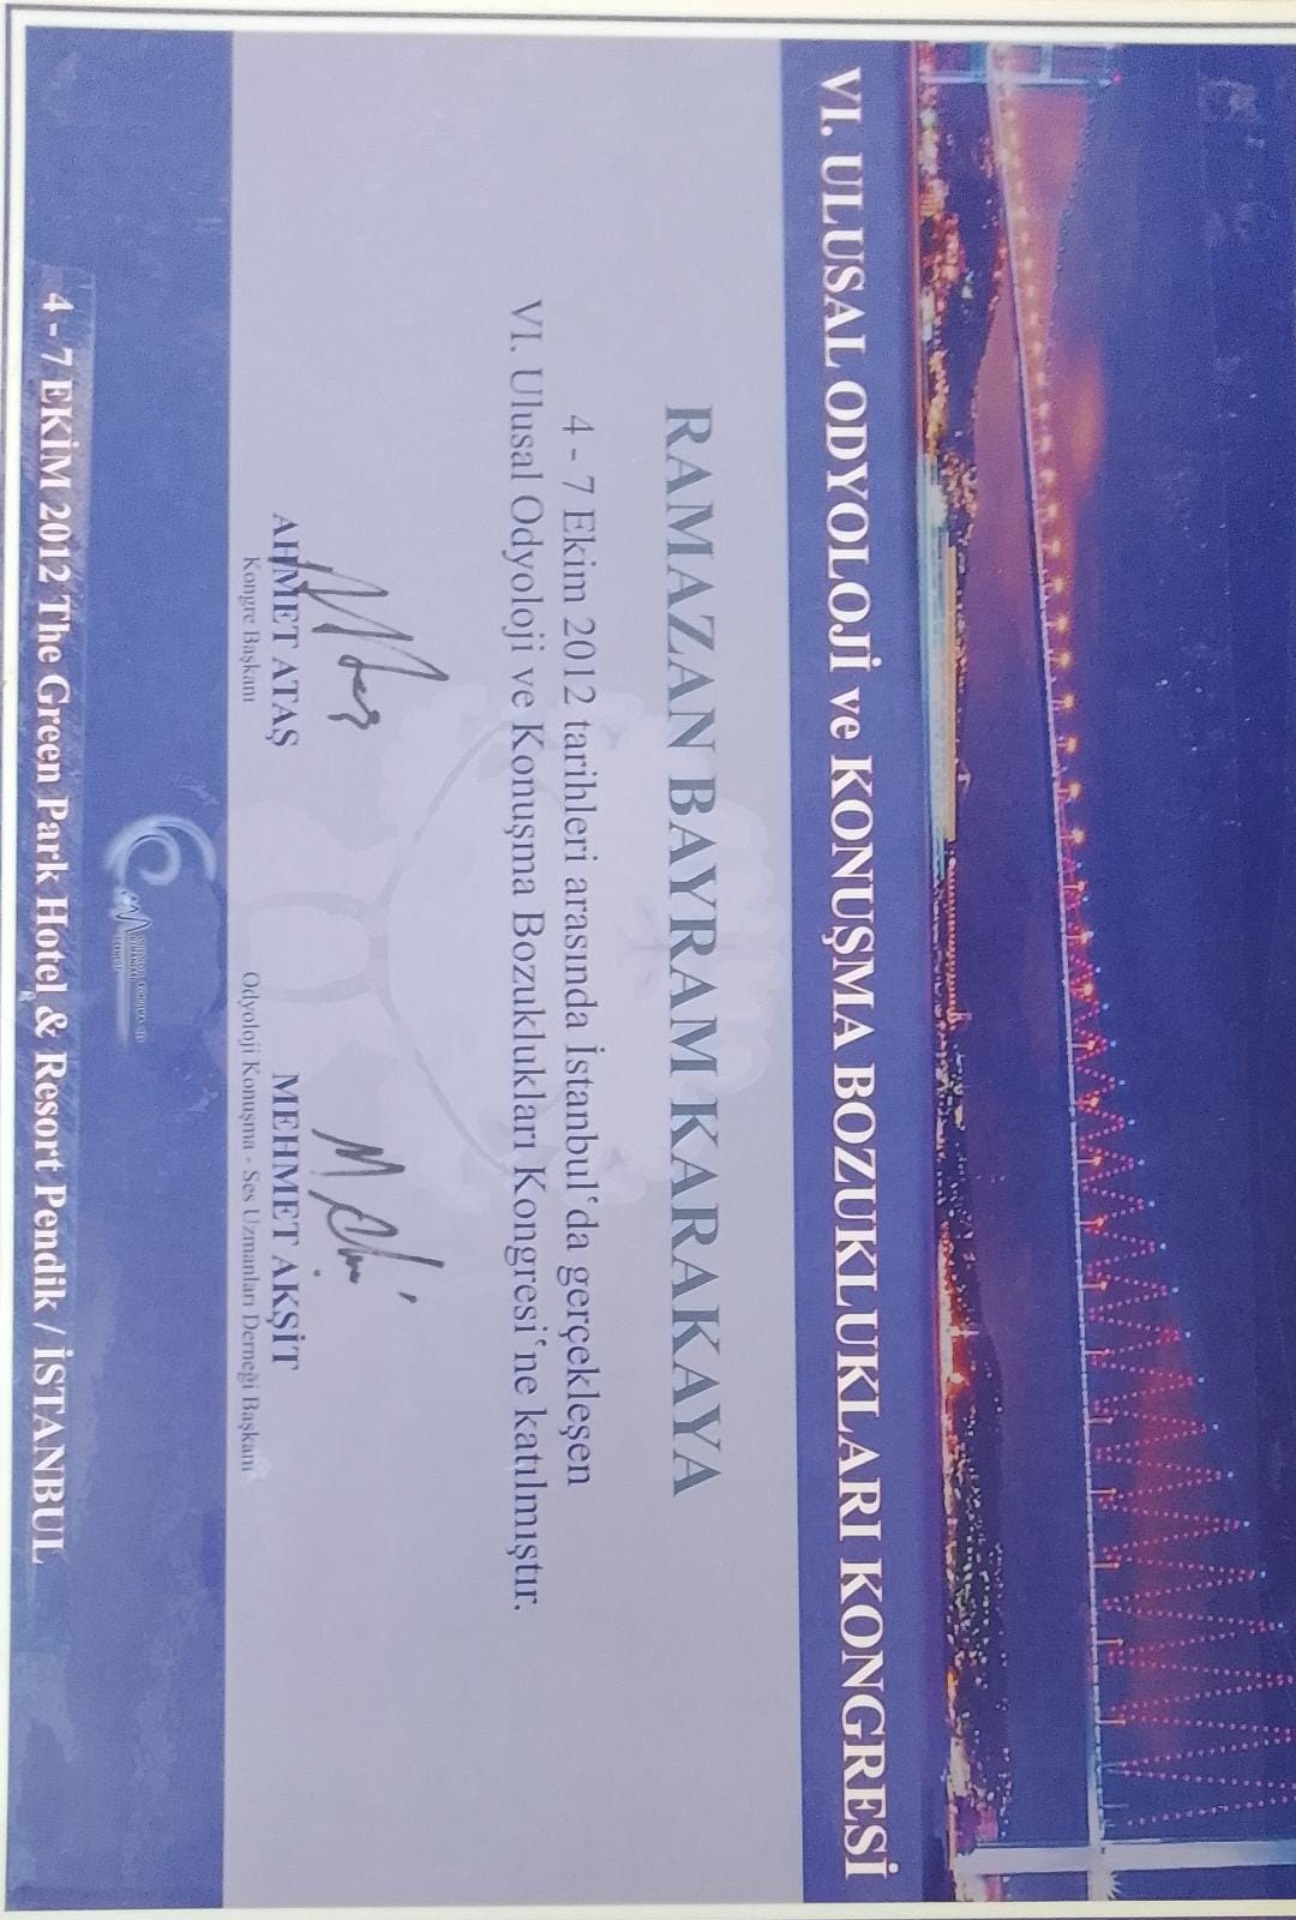 VI. ULUSAL ODYOLOJİ ve KONUŞMA BOZUKLUKLARI KONGRESİ
RAMAZAN BAYRAM KARAKAYA
4 - 7 Ekim 2012 tarihleri arasında İstanbul‘da gerçekleşen
VI. Ulusal Odyoloji ve Konuşma Bozuklukları Kongresi‘ne katılmıştır.
AHMET ATAŞ
Kongre Başkanı
MEHMET AKŞİT
Odyoloji Konuşma - Ses Uzmanları Derneği Başkanı
4 - 7 EKİM 2012 The Green Park Hotel & Resort Pendik / İSTANBUL